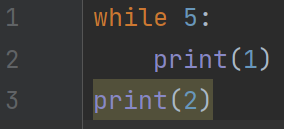 1 while 5:
2     print(1)
3 print(2)